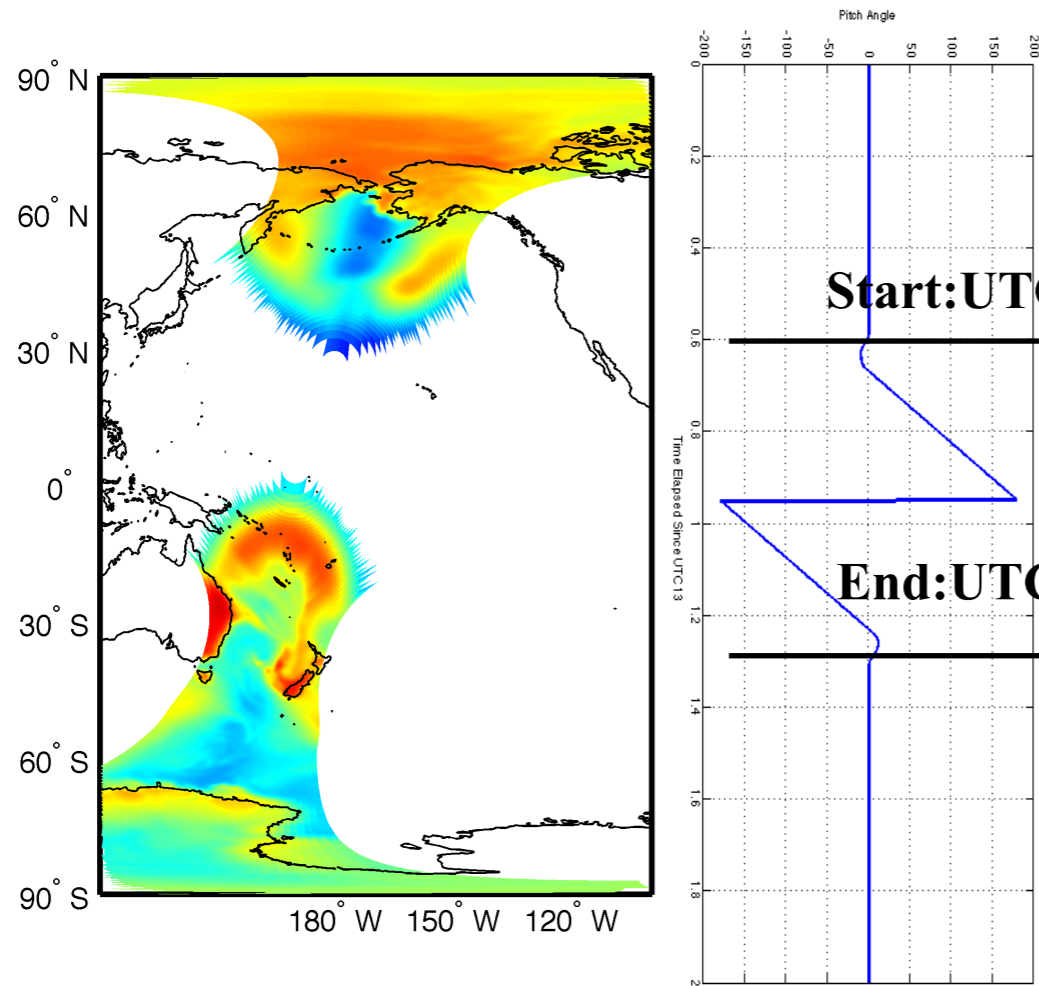 90° N
60° N
30° N
0°
30° S
60° S
90° S
180° W 150° W 120° W
Pitch Angle
-200 -150 -100 -50 0 50 100 150 200
0
0.2
0.4
0.6
0.8
1
1.2
1.4
1.6
1.8
2
Time Elapsed Since UTC 13
Start:UTC
End:UTC